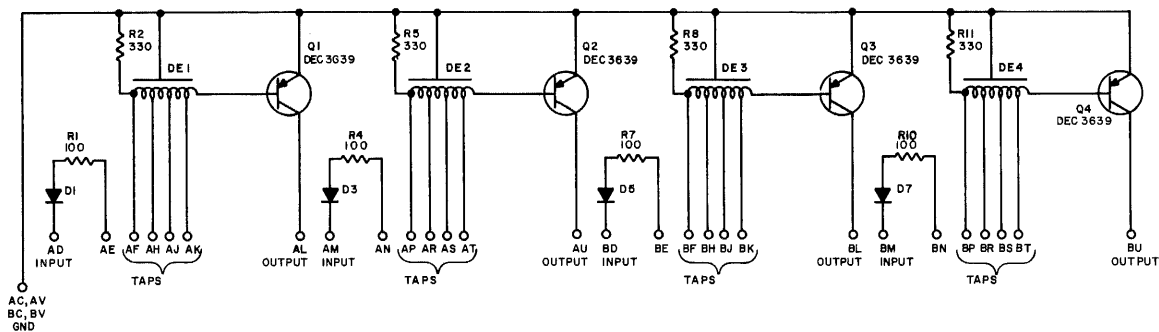 R2
330
Q1
DEC 3G39
DE1
R1
100
D1
AD
INPUT
AE
AF AH AJ AK
TAPS
AL
OUTPUT
R5
330
Q2
DEC 3639
DE2
R4
100
D3
AM
INPUT
AN
AP AR AS AT
TAPS
AU
OUTPUT
R8
330
Q3
DEC 3639
DE3
R7
100
D5
BD
INPUT
BE
BF BH BJ BK
TAPS
BL
OUTPUT
R11
330
Q4
DEC 3639
DE4
R10
100
D7
BM
INPUT
BN
BP BR BS BT
TAPS
BU
OUTPUT
AC, AV
BC, BV
GND